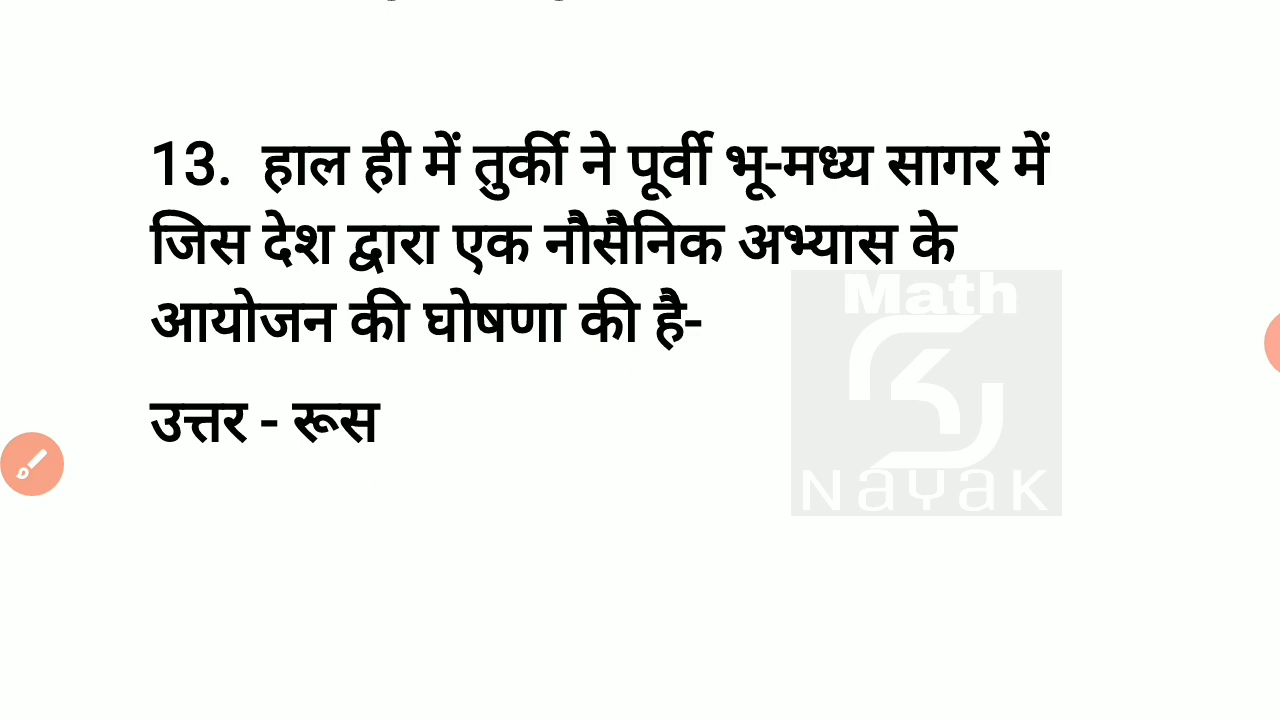 13. हाल ही में तुर्की ने पूर्वी भू-मध्य सागर में
जिस देश द्वारा एक नौसैनिक अभ्यास के
आयोजन की घोषणा की है-
Math
उत्तर - रूस
NAYAK